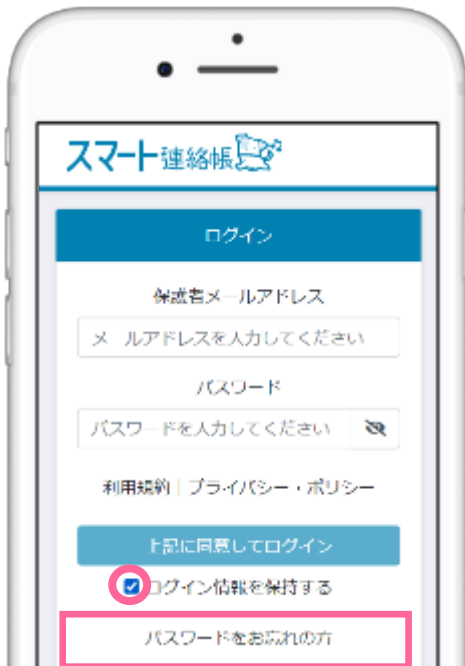 スマート連絡帳
ログイン
保護者メールアドレス
メールアドレスを入力してください
パスワード
パスワードを入力してください
利用規約 | プライバシー・ポリシー
上記に同意してログイン
ログイン情報を保持する
パスワードをお忘れの方